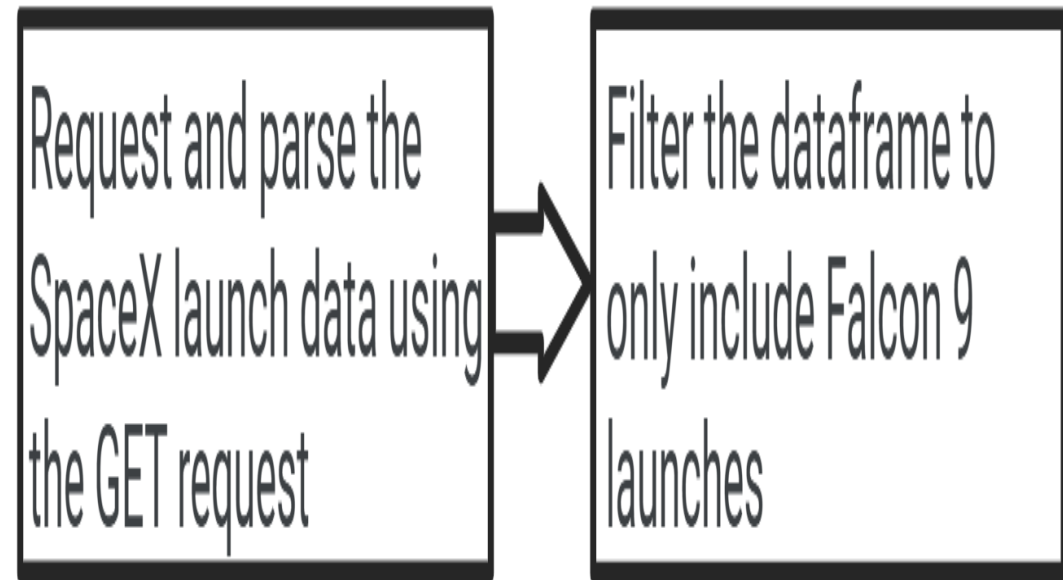 Request and parse the
SpaceX launch data using
the GET request
Filter the dataframe to
only include Falcon 9
launches